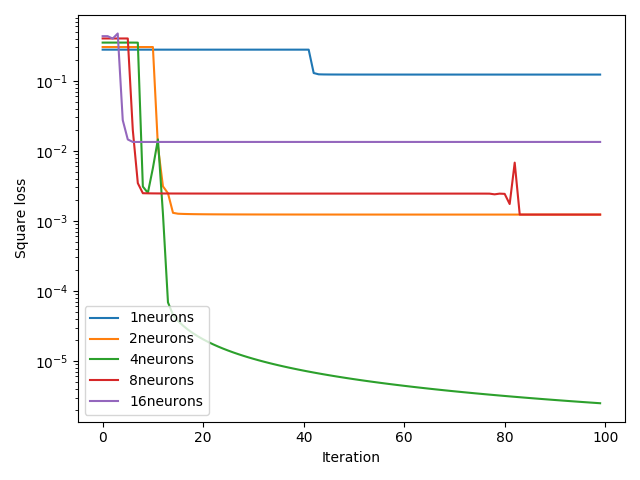 10⁻¹
10⁻²
10⁻³
10⁻⁴
10⁻⁵
Square loss
1neurons
2neurons
4neurons
8neurons
16neurons
0 20 40 60 80 100
Iteration